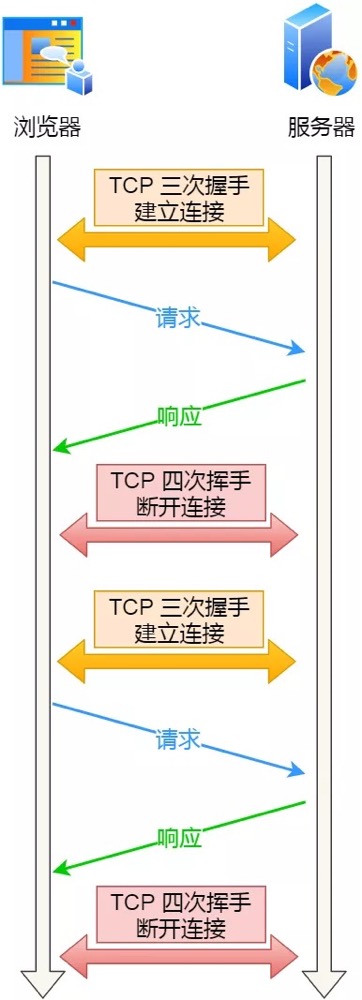 浏览器
服务器
TCP 三次握手
建立连接
请求
响应
TCP 四次挥手
断开连接
TCP 三次握手
建立连接
请求
响应
TCP 四次挥手
断开连接